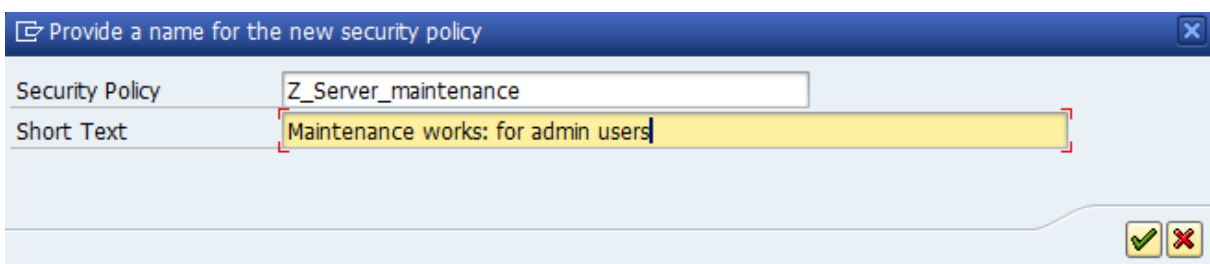 Provide a name for the new security policy
Security Policy Z_Server_maintenance
Short Text Maintenance works: for admin users